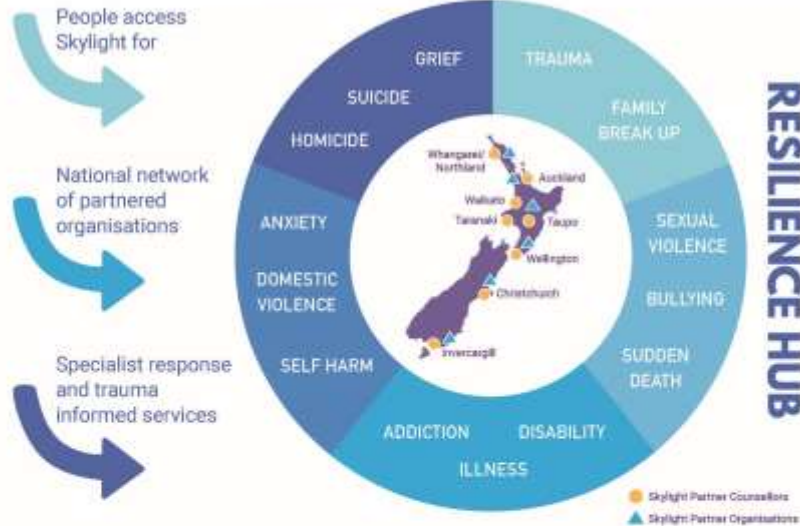 People access
Skylight for
National network
of partnered
organisations
Specialist response
and trauma
informed services
GRIEF
SUICIDE
HOMICIDE
TRAUMA
FAMILY
BREAK UP
ANXIETY
DOMESTIC
VIOLENCE
SELF HARM
SEXUAL
VIOLENCE
BULLYING
SUDDEN
DEATH
ADDICTION
DISABILITY
ILLNESS
Whangarei/
Northland
Auckland
Waikato
Taranaki
Taupo
Wellington
Christchurch
Invercargill
RESILIENCE HUB
Skylight Partner Counsellors
Skylight Partner Organisations